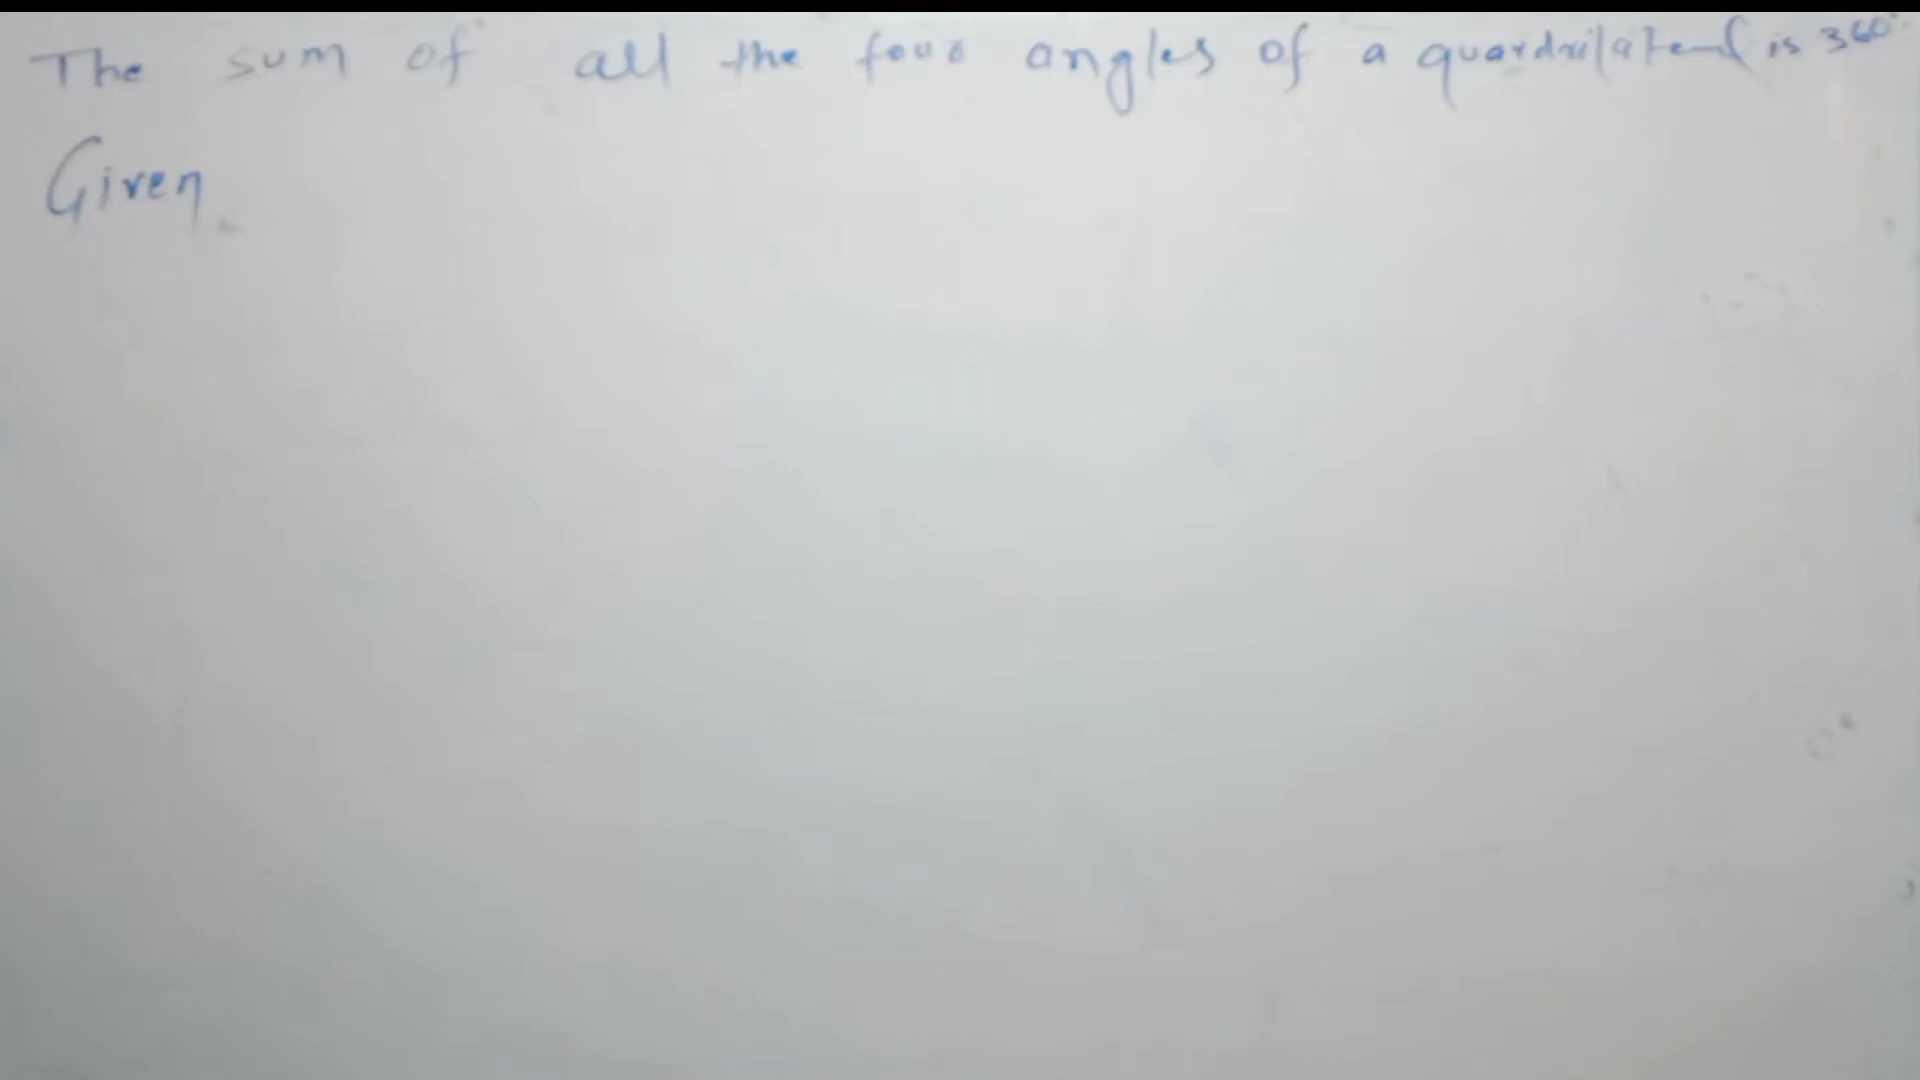 The sum of all the four angles of a quardrilateral is 360°
Given